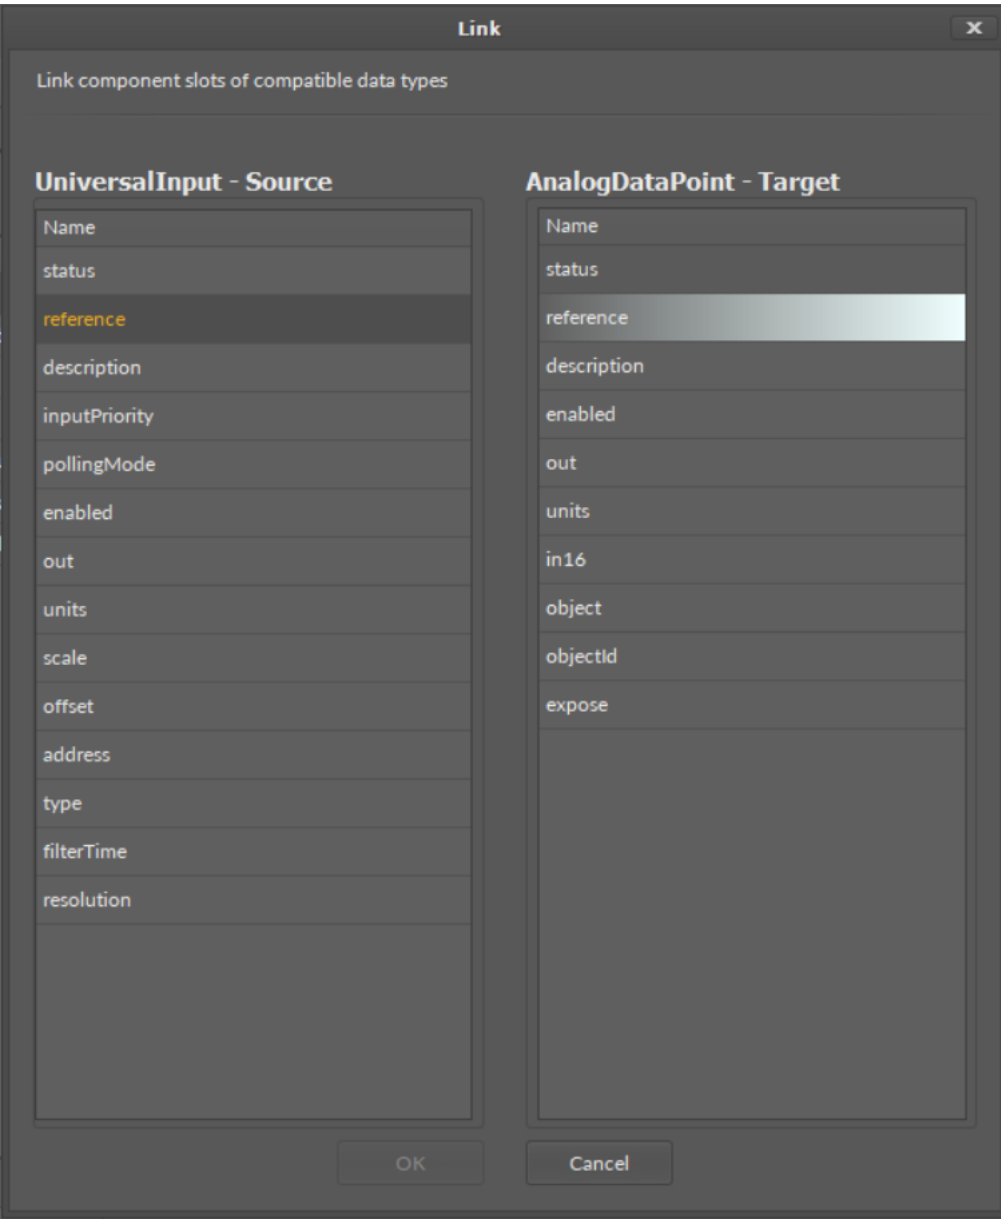 Link
x
Link component slots of compatible data types
UniversalInput - Source
Name
status
reference
description
inputPriority
pollingMode
enabled
out
units
scale
offset
address
type
filterTime
resolution
AnalogDataPoint - Target
Name
status
reference
description
enabled
out
units
in16
object
objectId
expose
OK
Cancel